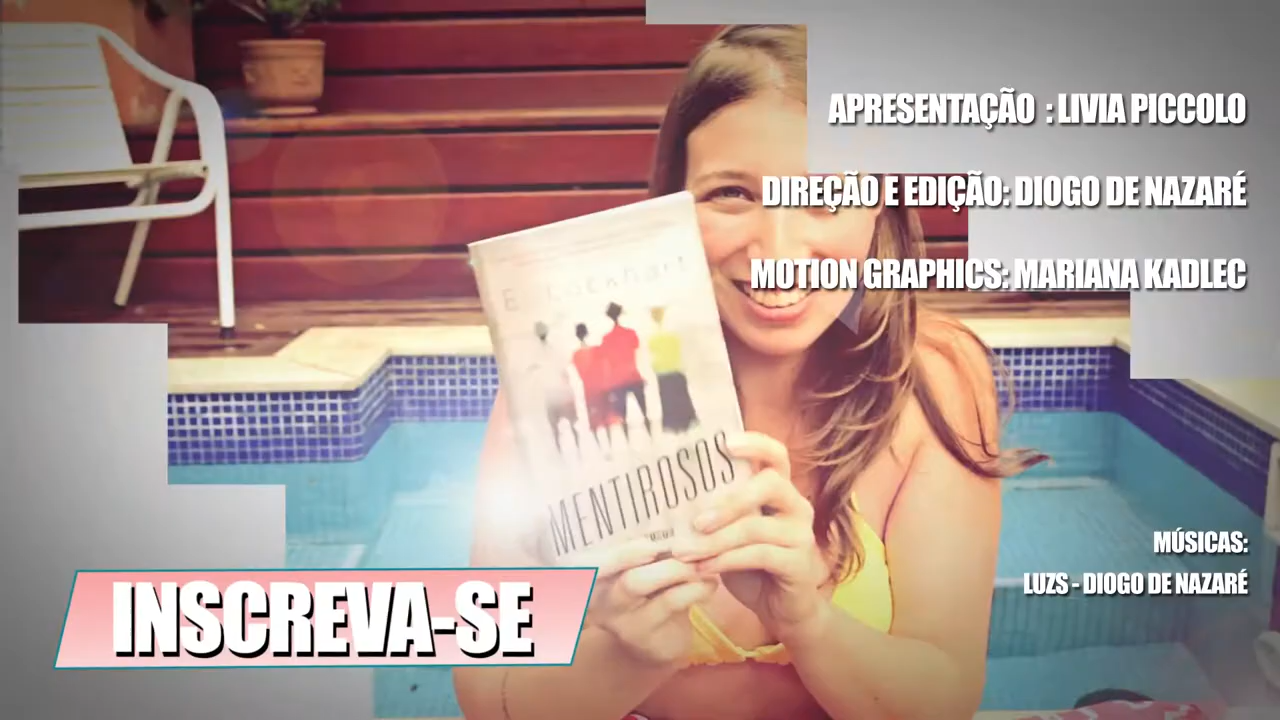 APRESENTAÇÃO : LIVIA PICCOLO
DIREÇÃO E EDIÇÃO: DIOGO DE NAZARÉ
MOTION GRAPHICS: MARIANA KADLEC
E. Lockhart
MENTIROSOS
MÚSICAS:
LUZS - DIOGO DE NAZARÉ
INSCREVA-SE